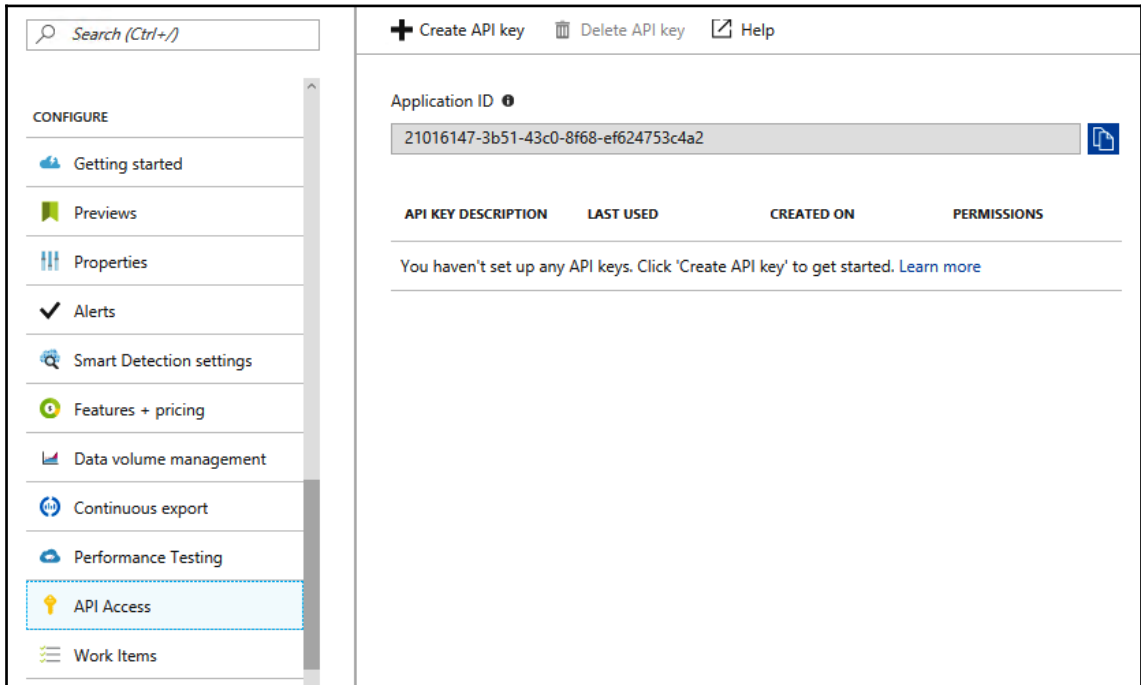 Search (Ctrl+/)
CONFIGURE
Getting started
Previews
Properties
Alerts
Smart Detection settings
Features + pricing
Data volume management
Continuous export
Performance Testing
API Access
Work Items
Create API key Delete API key Help
Application ID
21016147-3b51-43c0-8f68-ef624753c4a2
API KEY DESCRIPTION LAST USED CREATED ON PERMISSIONS
You haven't set up any API keys. Click 'Create API key' to get started. Learn more